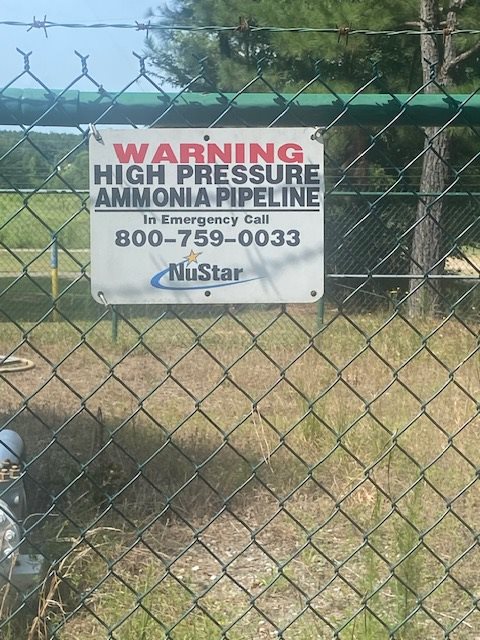 WARNING
HIGH PRESSURE
AMMONIA PIPELINE
In Emergency Call
800-759-0033
NuStar